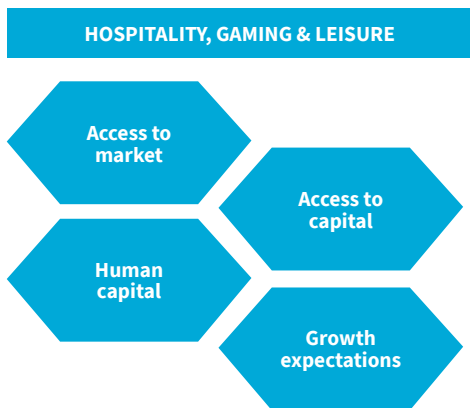 HOSPITALITY, GAMING & LEISURE
Access to
market
Access to
capital
Human
capital
Growth
expectations